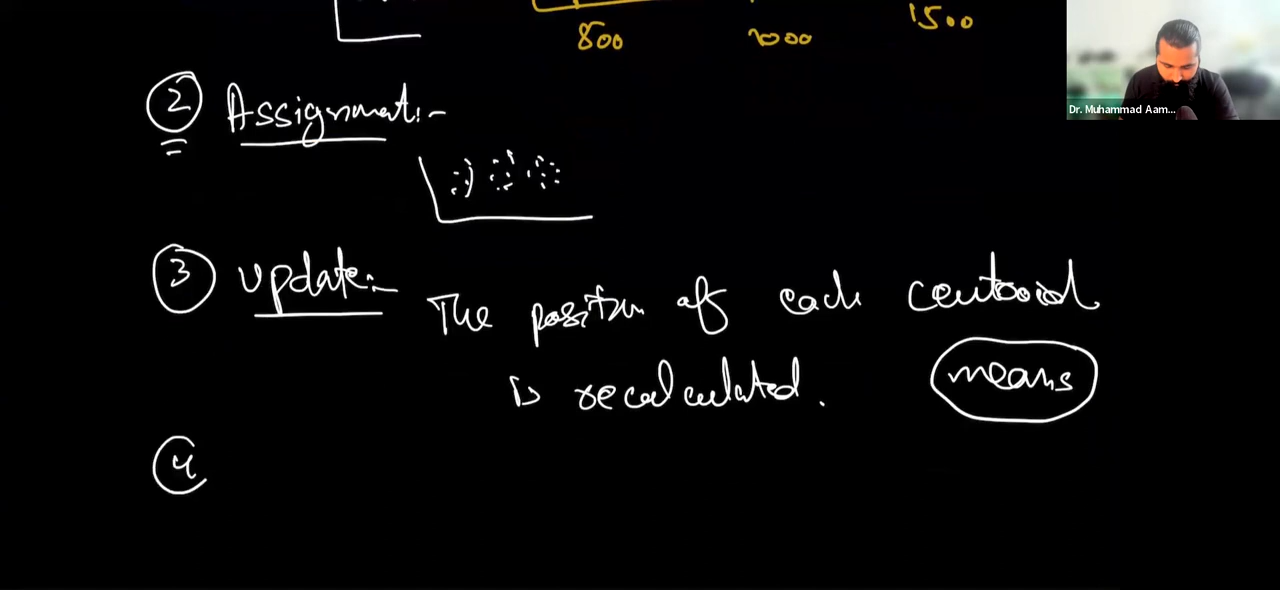 800 1000 1500
Dr. Muhammad Aam...
② Assignment:-
③ Update:-
The position of each centroid
is recalculated. means
④